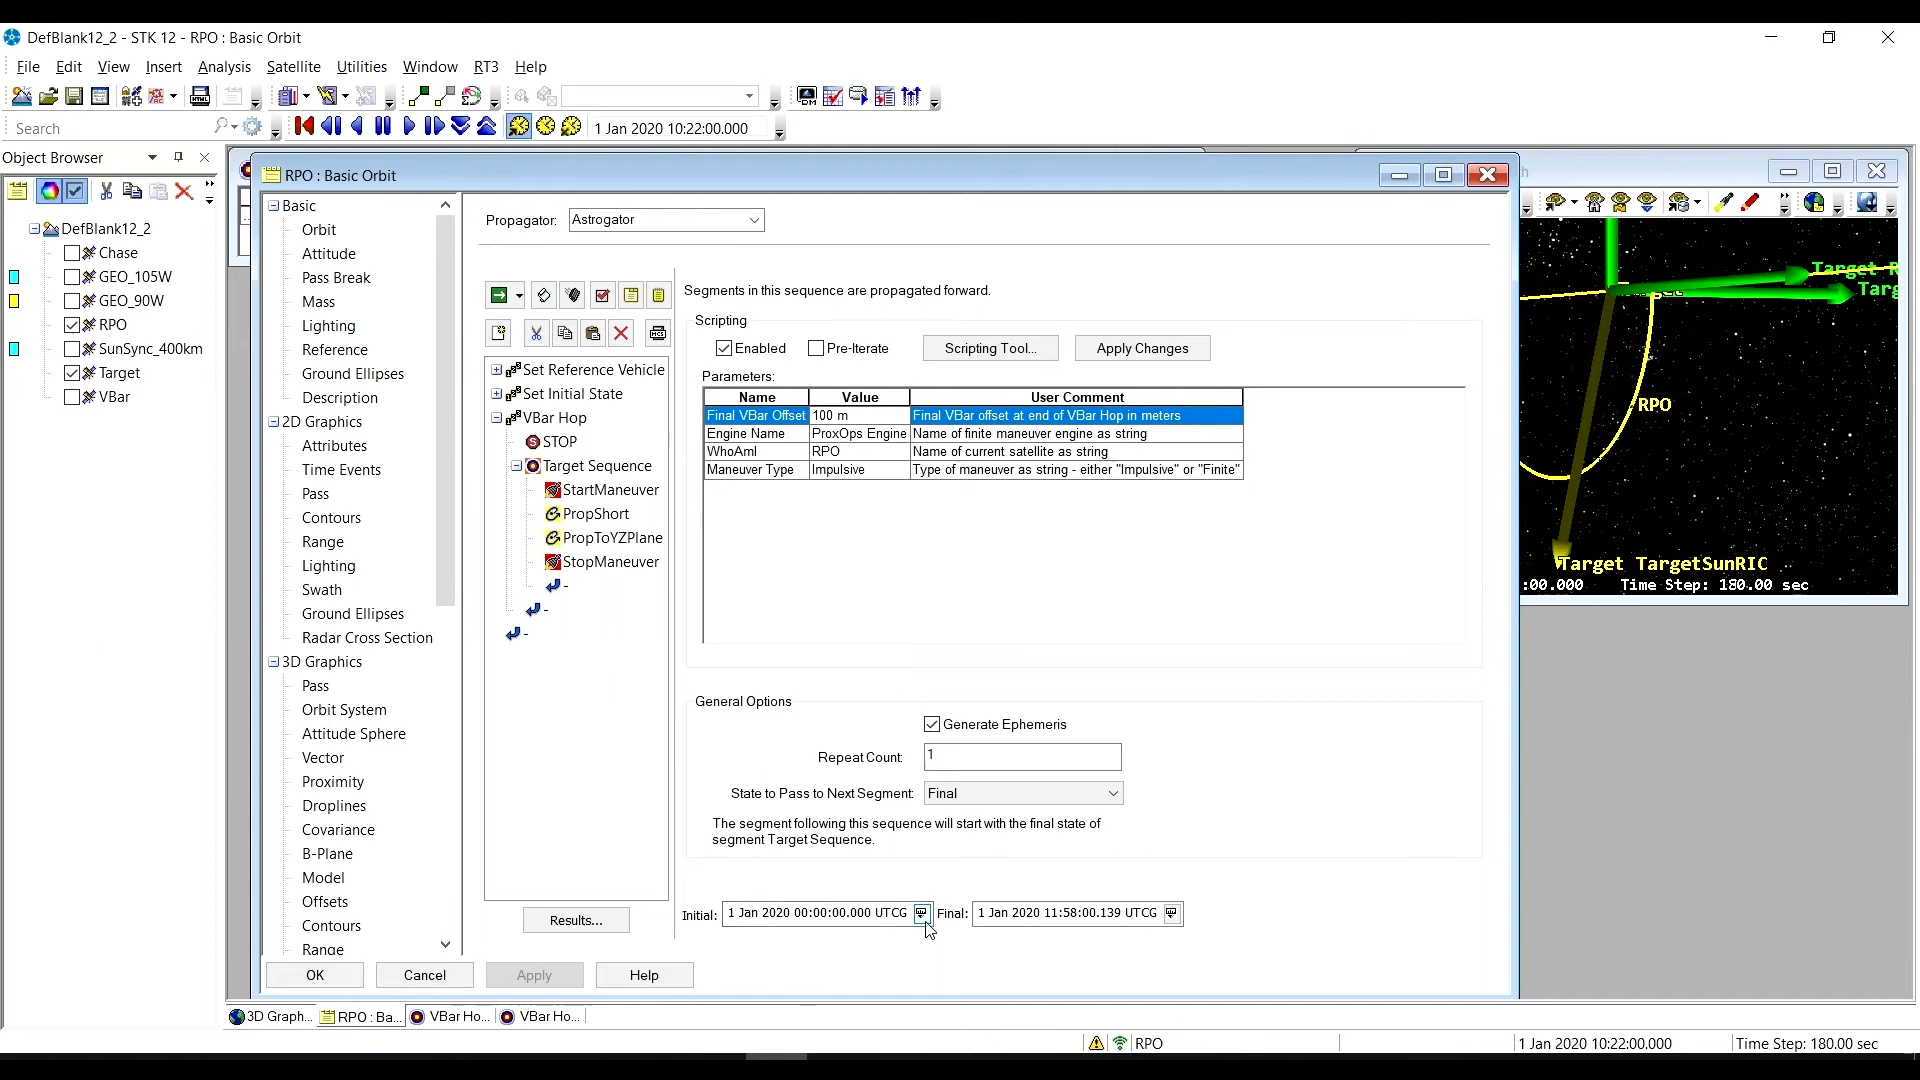 DefBlank12_2 - STK 12 - RPO : Basic Orbit
File Edit View Insert Analysis Satellite Utilities Window RT3 Help
Search
1 Jan 2020 10:22:00.000
Object Browser
DefBlank12_2
Chase
GEO_105W
GEO_90W
RPO
SunSync_400km
Target
VBar
RPO : Basic Orbit
Basic
Orbit
Attitude
Pass Break
Mass
Lighting
Reference
Ground Ellipses
Description
2D Graphics
Attributes
Time Events
Pass
Contours
Range
Lighting
Swath
Ground Ellipses
Radar Cross Section
3D Graphics
Pass
Orbit System
Attitude Sphere
Vector
Proximity
Droplines
Covariance
B-Plane
Model
Offsets
Contours
Range
Propagator: Astrogator
Set Reference Vehicle
Set Initial State
VBar Hop
STOP
Target Sequence
StartManeuver
PropShort
PropToYZPlane
StopManeuver
-
-
-
Results...
Segments in this sequence are propagated forward.
Scripting
Enabled Pre-Iterate Scripting Tool... Apply Changes
Parameters:
Name Value User Comment
Final VBar Offset 100 m Final VBar offset at end of VBar Hop in meters
Engine Name ProxOps Engine Name of finite maneuver engine as string
WhoAmI RPO Name of current satellite as string
Maneuver Type Impulsive Type of maneuver as string - either "Impulsive" or "Finite"
General Options
Generate Ephemeris
Repeat Count: 1
State to Pass to Next Segment: Final
The segment following this sequence will start with the final state of
segment Target Sequence.
Initial: 1 Jan 2020 00:00:00.000 UTCG Final: 1 Jan 2020 11:58:00.139 UTCG
OK Cancel Apply Help
Target R
Targ
RPO
Target TargetSunRIC
:00.000 Time Step: 180.00 sec
3D Graph... RPO : Ba... VBar Ho... VBar Ho...
RPO 1 Jan 2020 10:22:00.000 Time Step: 180.00 sec